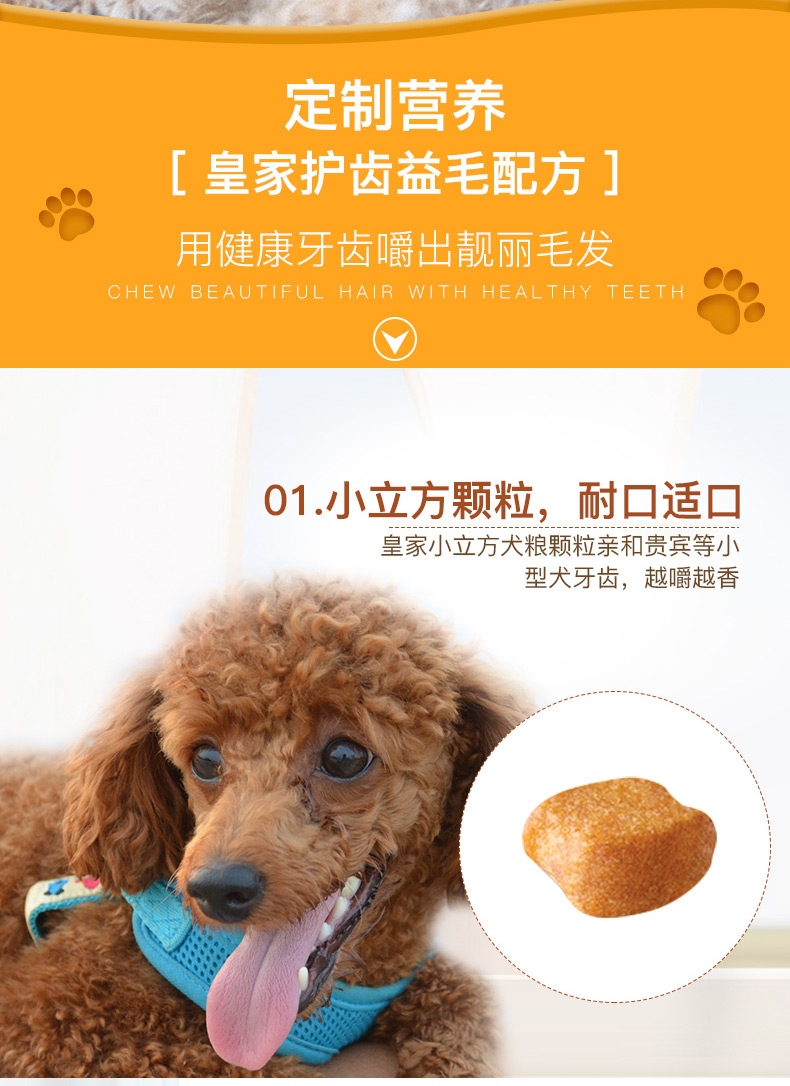 定制营养
[ 皇家护齿益毛配方 ]
用健康牙齿嚼出靓丽毛发
CHEW BEAUTIFUL HAIR WITH HEALTHY TEETH
01.小立方颗粒，耐口适口
皇家小立方犬粮颗粒亲和贵宾等小
型犬牙齿，越嚼越香